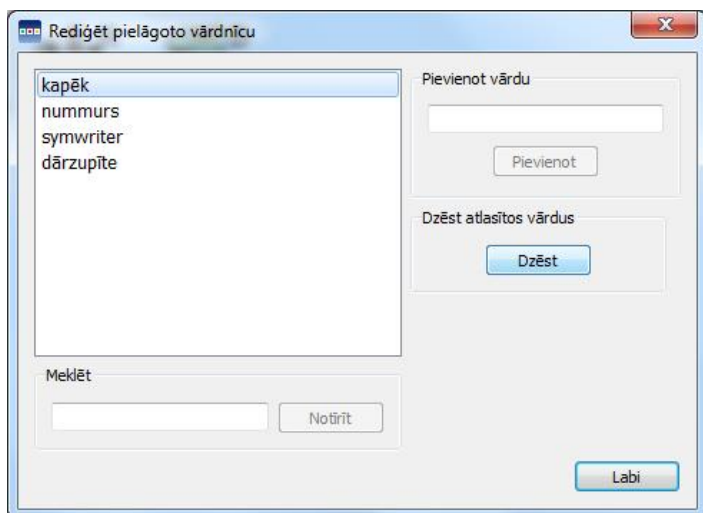 Rediģēt pielāgoto vārdnīcu
kapēk
nummurs
symwriter
dārzupīte
Pievienot vārdu
Pievienot
Dzēst atlasītos vārdus
Dzēst
Meklēt
Notīrīt
Labi